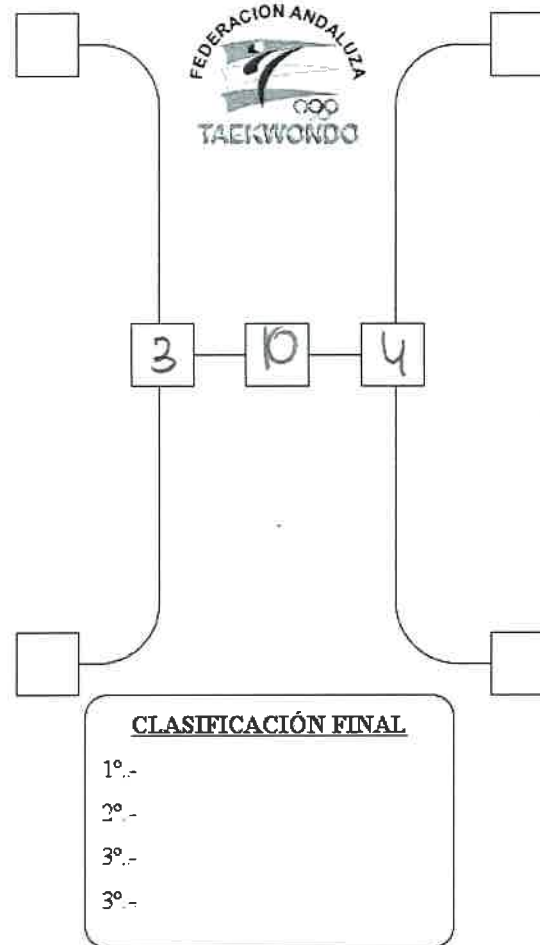 FEDERACION ANDALUZA
TAEKWONDO
3 10 4
CLASIFICACIÓN FINAL
1º.-
2º.-
3º.-
3º.-